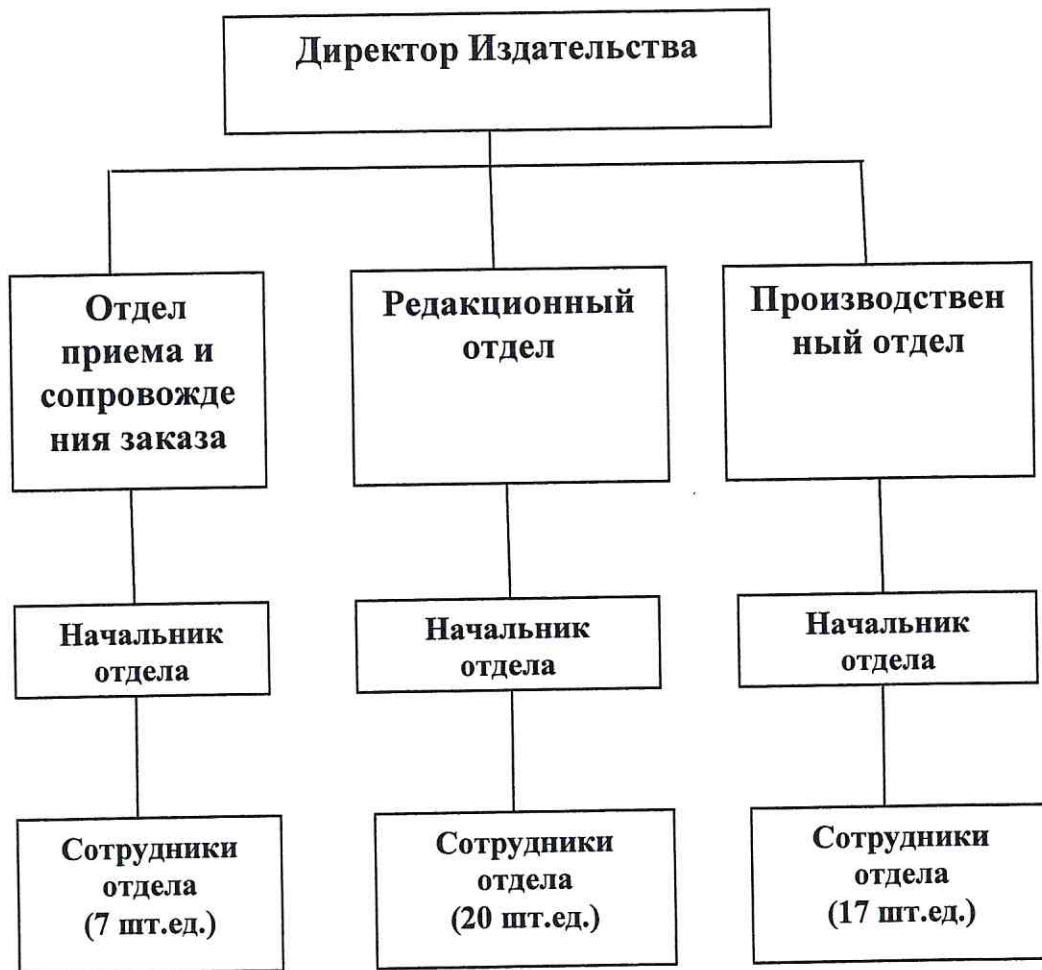 Директор Издательства
Отдел
приема и
сопровожде
ния заказа
Редакционный
отдел
Производствен
ный отдел
Начальник
отдела
Начальник
отдела
Начальник
отдела
Сотрудники
отдела
(7 шт.ед.)
Сотрудники
отдела
(20 шт.ед.)
Сотрудники
отдела
(17 шт.ед.)